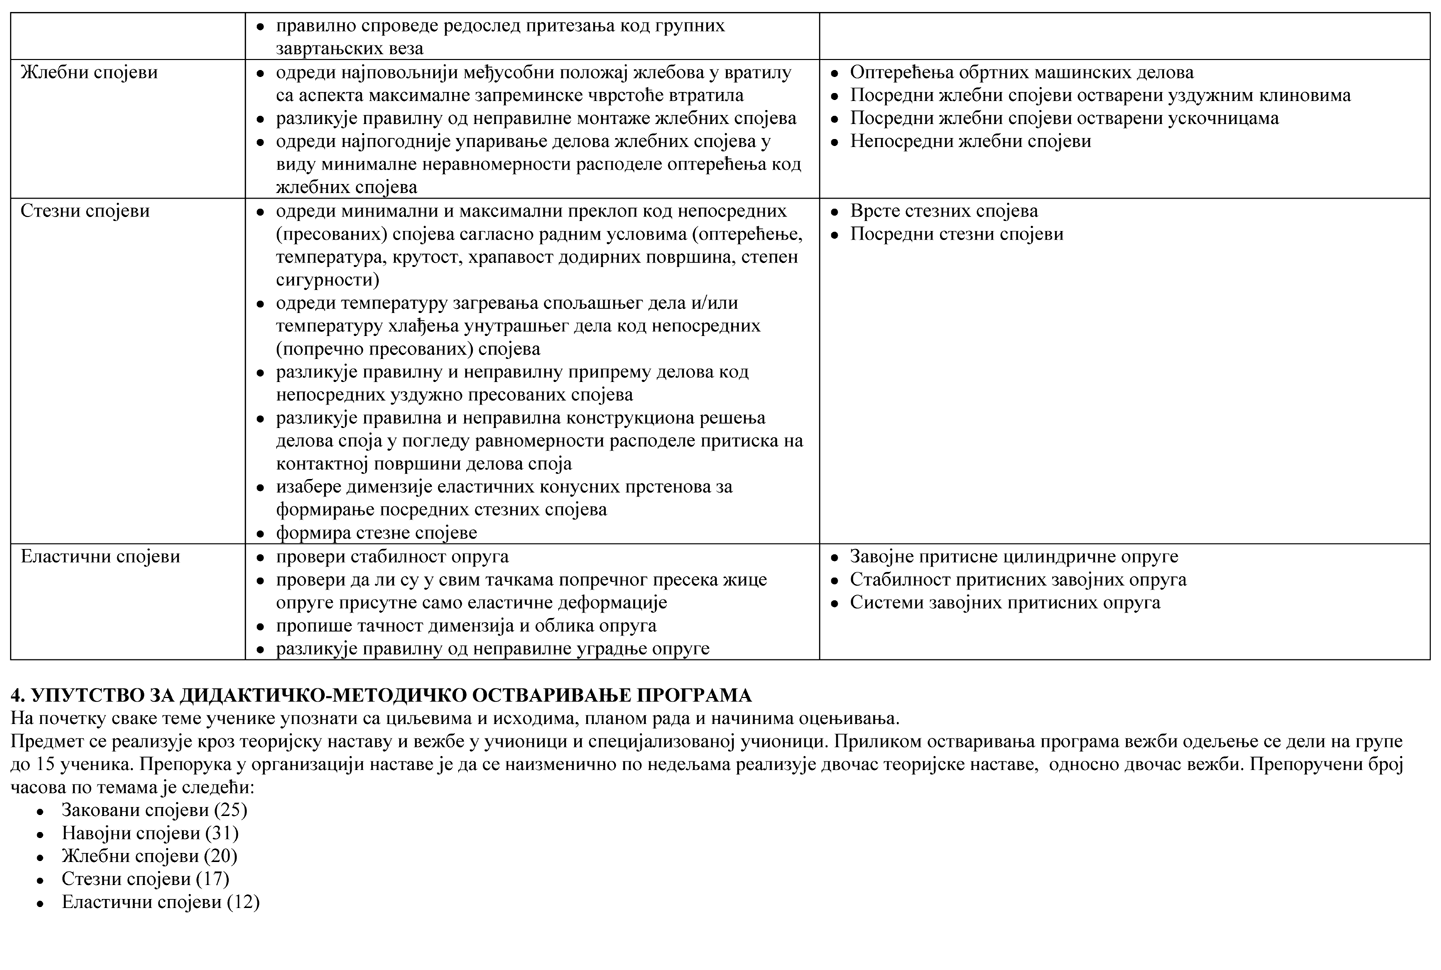 • правилно спроведе редослед притезања код групних
завртањских веза
Жлебни спојеви
• одреди најповољнији међусобни положај жлебова у вратилу
са аспекта максималне запреминске чврстоће втратила
• разликује правилну од неправилне монтаже жлебних спојева
• одреди најпогодније упаривање делова жлебних спојева у
виду минималне неравномерности расподеле оптерећења код
жлебних спојева
• Оптерећења обртних машинских делова
• Посредни жлебни спојеви остварени уздужним клиновима
• Посредни жлебни спојеви остварени ускочницама
• Непосредни жлебни спојеви
Стезни спојеви
• одреди минимални и максимални преклоп код непосредних
(пресованих) спојева сагласно радним условима (оптерећење,
температура, крутост, храпавост додирних површина, степен
сигурности)
• одреди температуру загревања спољашњег дела и/или
температуру хлађења унутрашњег дела код непосредних
(попречно пресованих) спојева
• разликује правилну и неправилну припрему делова код
непосредних уздужно пресованих спојева
• разликује правилна и неправилна конструкциона решења
делова споја у погледу равномерности расподеле притиска на
контактној површини делова споја
• изабере димензије еластичних конусних прстенова за
формирање посредних стезних спојева
• формира стезне спојеве
• Врсте стезних спојева
• Посредни стезни спојеви
Еластични спојеви
• провери стабилност опруга
• провери да ли су у свим тачкама попречног пресека жице
опруге присутне само еластичне деформације
• пропише тачност димензија и облика опруга
• разликује правилну од неправилне уградње опруге
• Завојне притисне цилиндричне опруге
• Стабилност притисних завојних опруга
• Системи завојних притисних опруга
4. УПУТСТВО ЗА ДИДАКТИЧКО-МЕТОДИЧКО ОСТВАРИВАЊЕ ПРОГРАМА
На почетку сваке теме ученике упознати са циљевима и исходима, планом рада и начинима оцењивања.
Предмет се реализује кроз теоријску наставу и вежбе у учионици и специјализованој учионици. Приликом остваривања програма вежби одељење се дели на групе
до 15 ученика. Препорука у организацији наставе је да се наизменично по недељама реализује двочас теоријске наставе, односно двочас вежби. Препоручени број
часова по темама је следећи:
• Заковани спојеви (25)
• Навојни спојеви (31)
• Жлебни спојеви (20)
• Стезни спојеви (17)
• Еластични спојеви (12)